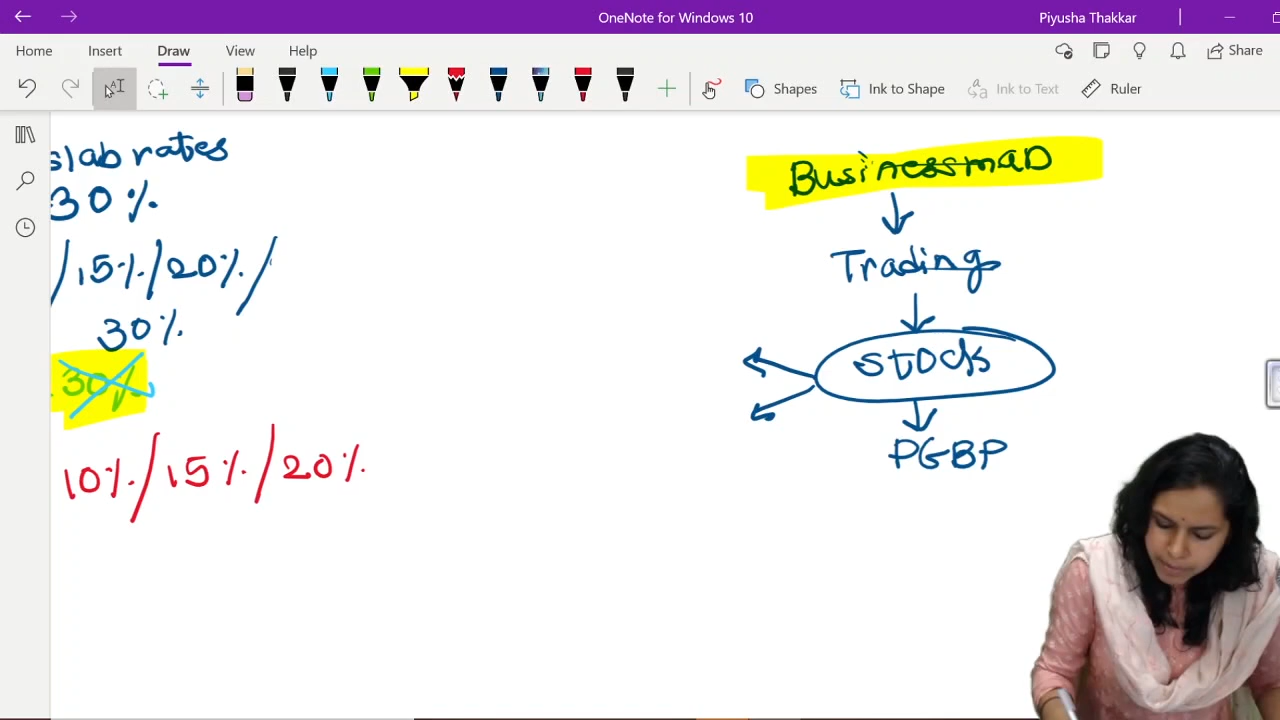 OneNote for Windows 10
Piyusha Thakkar
Home Insert Draw View Help
Share
Shapes Ink to Shape Ink to Text Ruler
slab rates
30%
/15%/20%/
30%
30%
10%/15%/20%
Businessman
Trading
Stock
PGBP